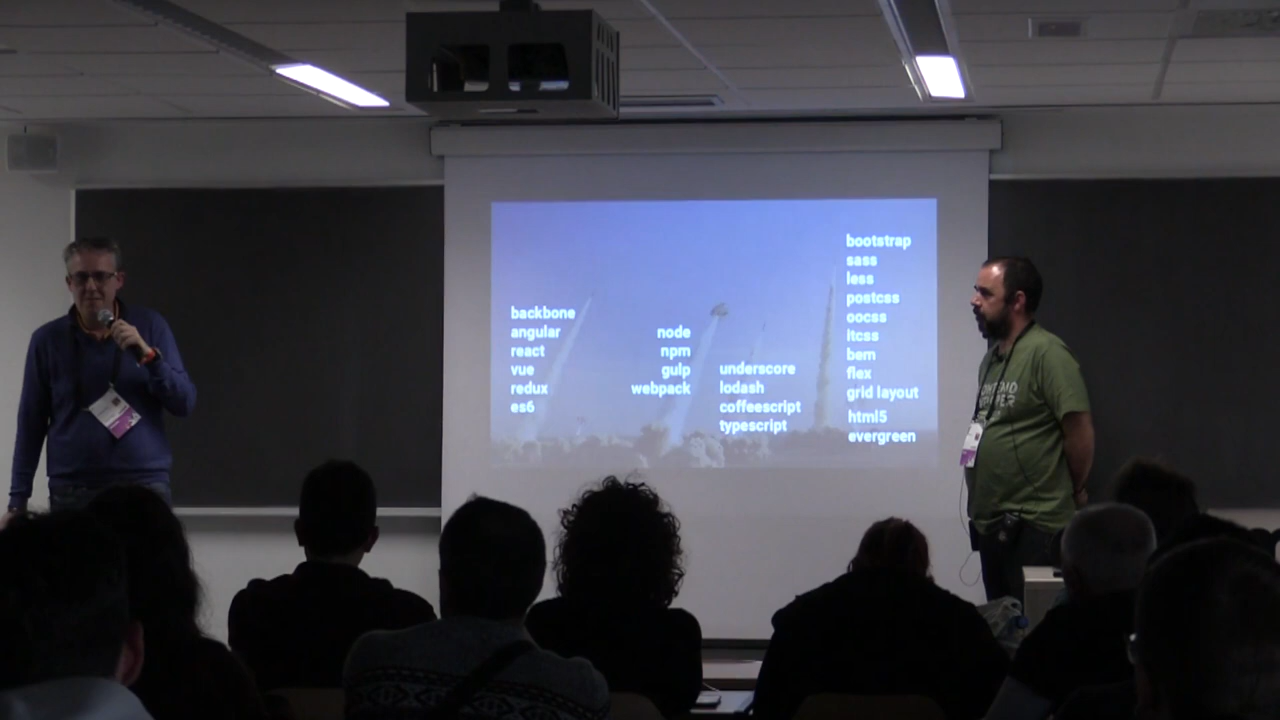 backbone
angular
react
vue
redux
es6
node
npm
gulp
webpack
underscore
lodash
coffeescript
typescript
bootstrap
sass
less
postcss
oocss
itcss
bem
flex
grid layout
html5
evergreen